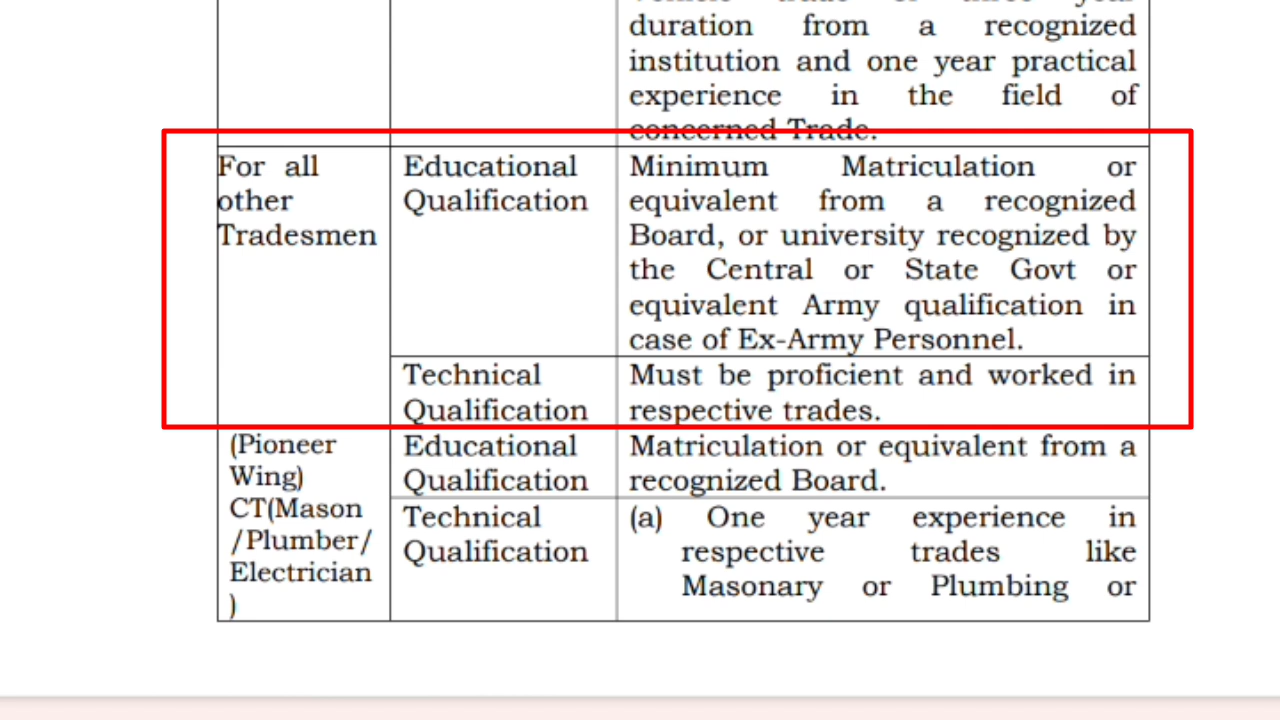 duration from a recognized
institution and one year practical
experience in the field of
concerned Trade.
For all
other
Tradesmen
Educational
Qualification
Minimum Matriculation or
equivalent from a recognized
Board, or university recognized by
the Central or State Govt or
equivalent Army qualification in
case of Ex-Army Personnel.
Technical
Qualification
Must be proficient and worked in
respective trades.
(Pioneer
Wing)
CT(Mason
/Plumber/
Electrician
)
Educational
Qualification
Matriculation or equivalent from a
recognized Board.
Technical
Qualification
(a) One year experience in
respective trades like
Masonary or Plumbing or